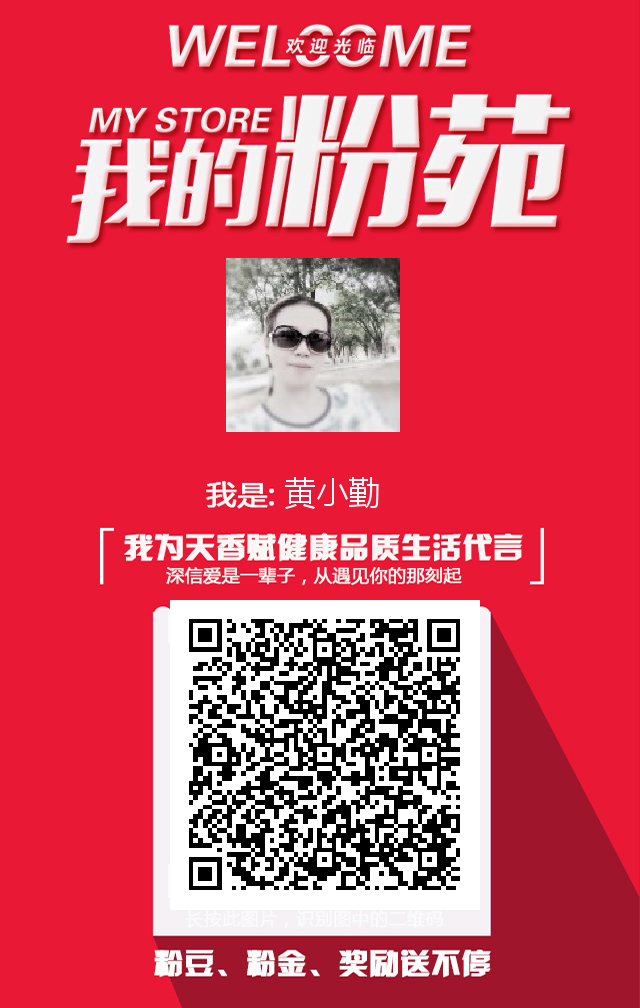 WELCOME
欢迎光临
MY STORE
我的粉苑
我是: 黄小勤
我为天香赋健康品质生活代言
深信爱是一辈子，从遇见你的那刻起
长按此图片，识别图中的二维码
粉豆、粉金、奖励送不停